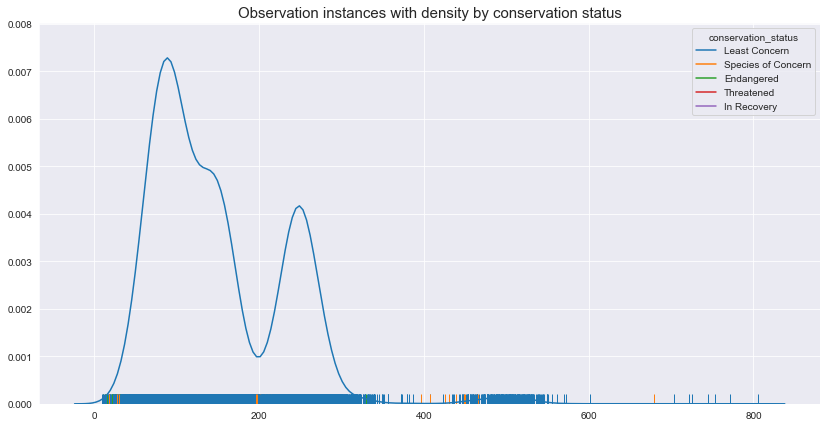 Observation instances with density by conservation status
0.008
0.007
0.006
0.005
0.004
0.003
0.002
0.001
0.000
conservation_status
Least Concern
Species of Concern
Endangered
Threatened
In Recovery
0 200 400 600 800